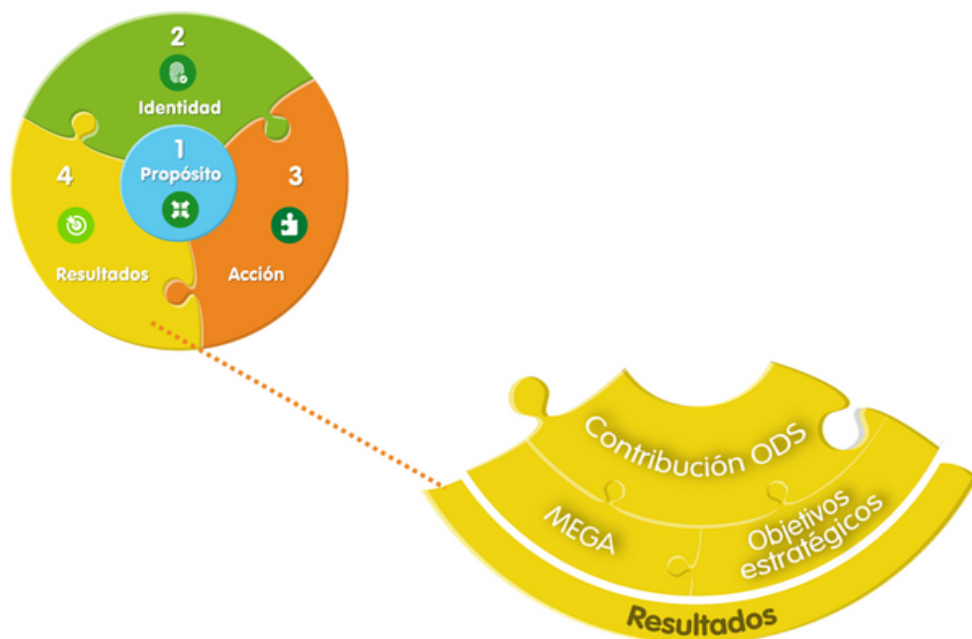 2
Identidad
1
Propósito
4
3
Resultados
Acción
Contribución ODS
MEGA
Objetivos
estratégicos
Resultados